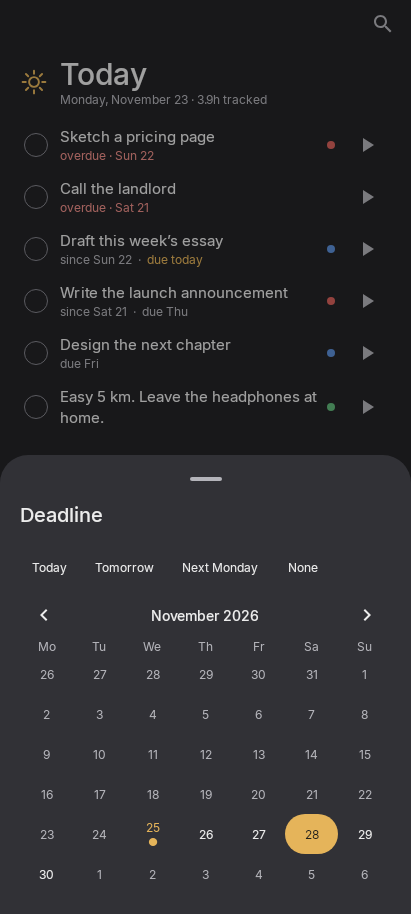 Today
Monday, November 23 · 3.9h tracked
Sketch a pricing page
overdue · Sun 22
Call the landlord
overdue · Sat 21
Draft this week’s essay
since Sun 22 · due today
Write the launch announcement
since Sat 21 · due Thu
Design the next chapter
due Fri
Easy 5 km. Leave the headphones at
home.
Deadline
Today Tomorrow Next Monday None
November 2026
Mo Tu We Th Fr Sa Su
26 27 28 29 30 31 1
2 3 4 5 6 7 8
9 10 11 12 13 14 15
16 17 18 19 20 21 22
23 24 25 26 27 28 29
30 1 2 3 4 5 6